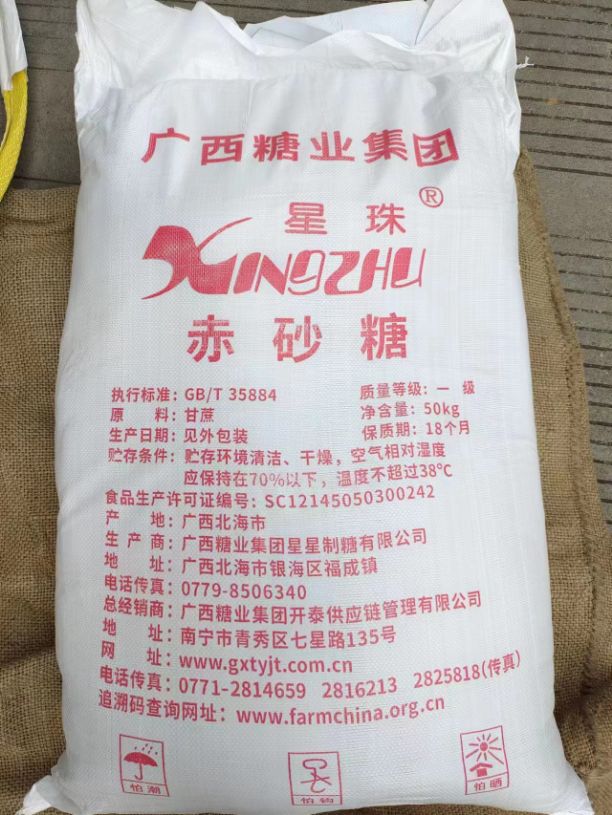 广西糖业集团
星珠®
XINGZHU
赤砂糖
执行标准：GB/T 35884 质量等级：一 级
原 料：甘蔗 净含量：50kg
生产日期：见外包装 保质期：18个月
贮存条件：贮存环境清洁、干燥，空气相对湿度
应保持在70%以下，温度不超过38℃
食品生产许可证编号：SC12145050300242
产 地：广西北海市
生 产 商：广西糖业集团星星制糖有限公司
地 址：广西北海市银海区福成镇
电话传真：0779-8506340
总经销商：广西糖业集团开泰供应链管理有限公司
地 址：南宁市青秀区七星路135号
网 址：www.gxtyjt.com.cn
电话传真：0771-2814659 2816213 2825818(传真)
追溯码查询网址：www.farmchina.org.cn
怕潮 怕钩 怕晒